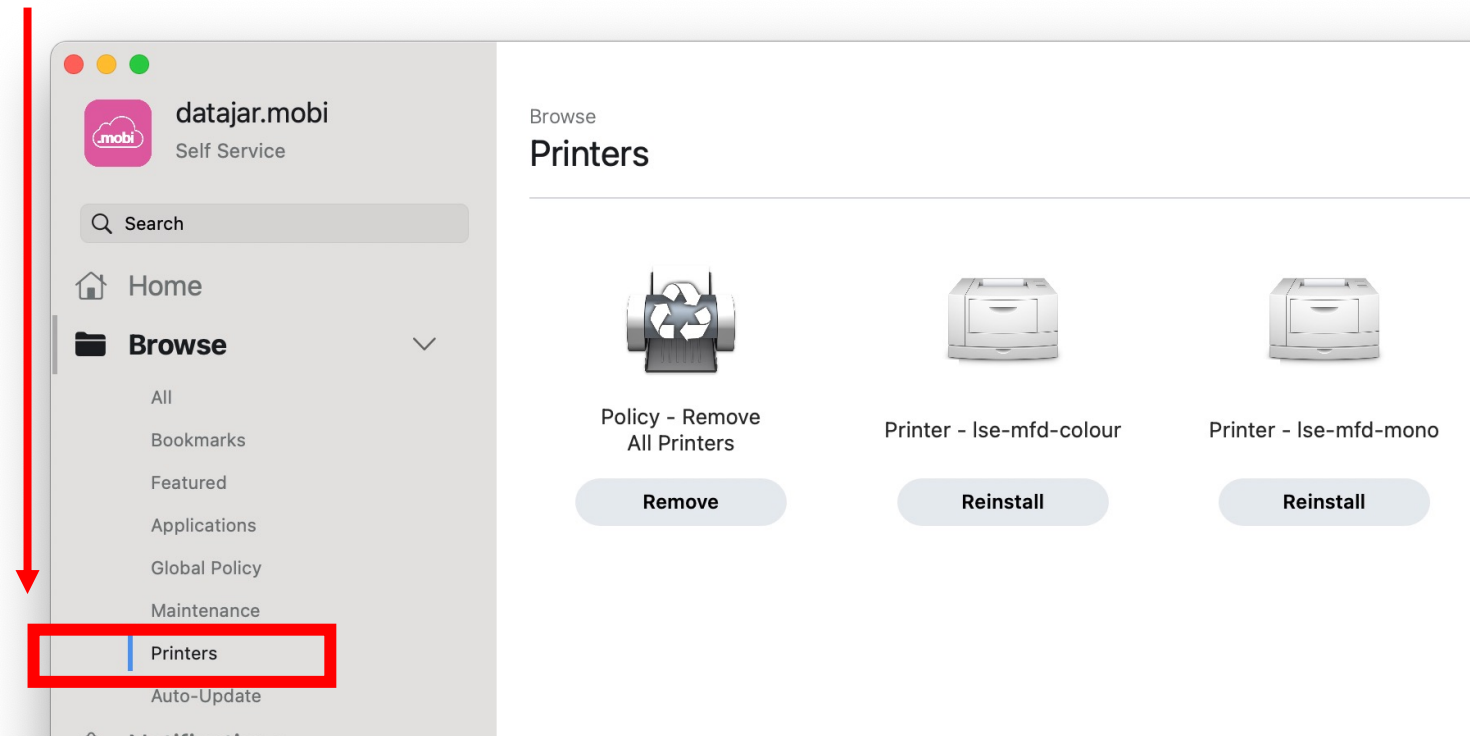 datajar.mobi
.mobi
Self Service
Search
Home
Browse
All
Bookmarks
Featured
Applications
Global Policy
Maintenance
Printers
Auto-Update
Browse
Printers
Policy - Remove
All Printers
Remove
Printer - lse-mfd-colour
Reinstall
Printer - lse-mfd-mono
Reinstall